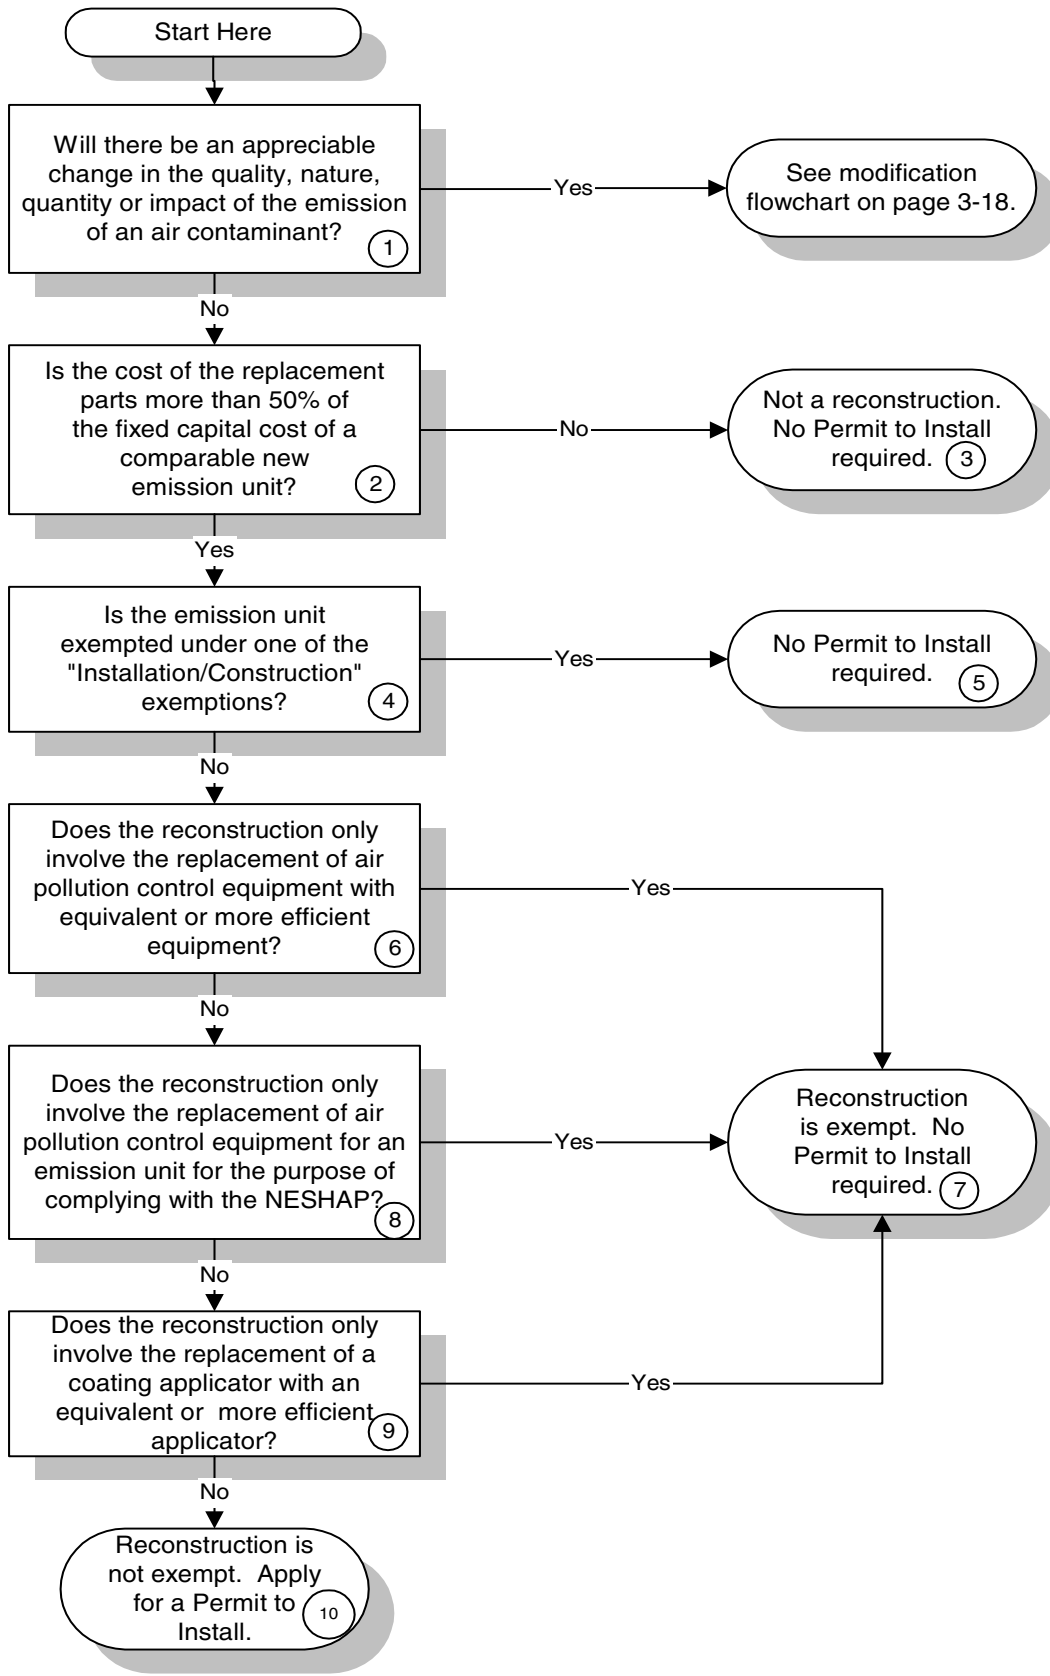 Start Here
Will there be an appreciable
change in the quality, nature,
quantity or impact of the emission
of an air contaminant?
1
Yes
See modification
flowchart on page 3-18.
No
Is the cost of the replacement
parts more than 50% of
the fixed capital cost of a
comparable new
emission unit?
2
No
Not a reconstruction.
No Permit to Install
required.
3
Yes
Is the emission unit
exempted under one of the
"Installation/Construction"
exemptions?
4
Yes
No Permit to Install
required.
5
No
Does the reconstruction only
involve the replacement of air
pollution control equipment with
equivalent or more efficient
equipment?
6
Yes
No
Does the reconstruction only
involve the replacement of air
pollution control equipment for an
emission unit for the purpose of
complying with the NESHAP?
8
Yes
Reconstruction
is exempt. No
Permit to Install
required.
7
No
Does the reconstruction only
involve the replacement of a
coating applicator with an
equivalent or more efficient
applicator?
9
Yes
No
Reconstruction is
not exempt. Apply
for a Permit to
Install.
10